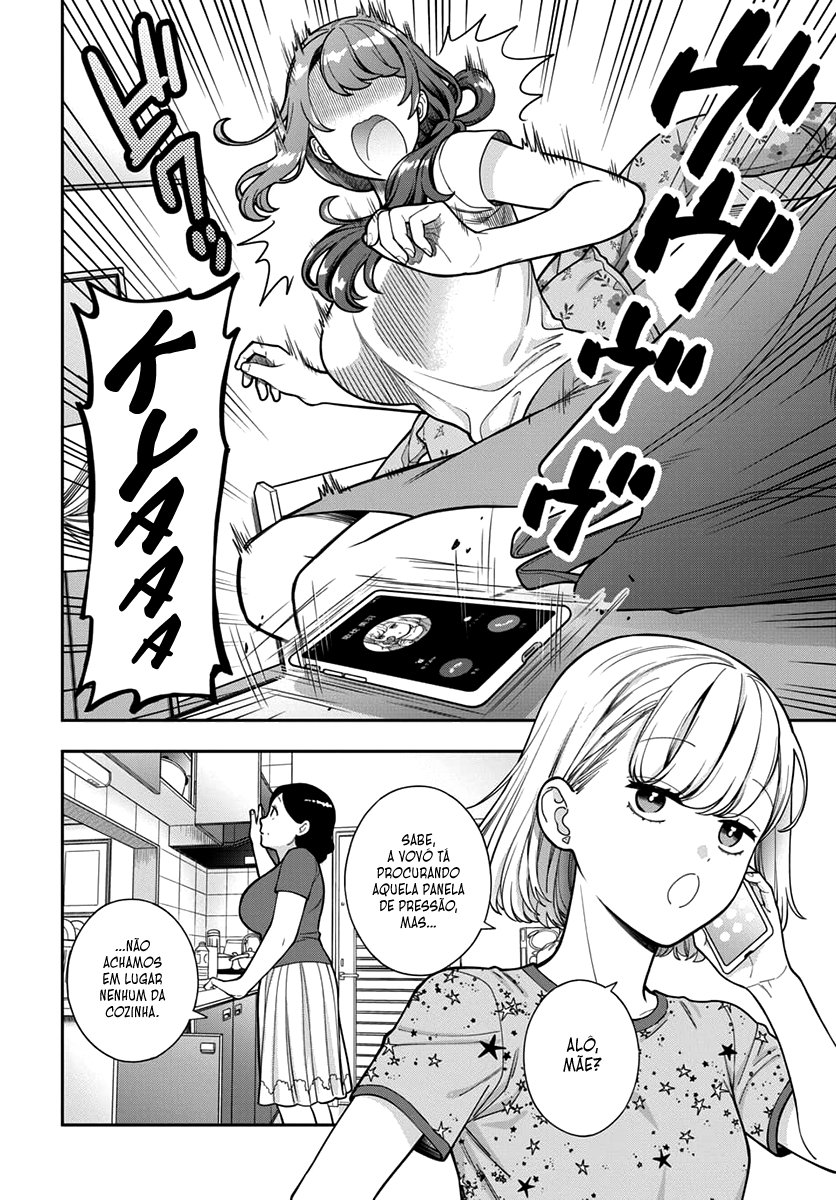 ヴヴヴヴ
ビクッ
KYAAAA
ALÔ,
MÃE?
SABE,
A VOVÓ TÁ
PROCURANDO
AQUELA PANELA
DE PRESSÃO,
MAS...
...NÃO
ACHAMOS
EM LUGAR
NENHUM DA
COZINHA.